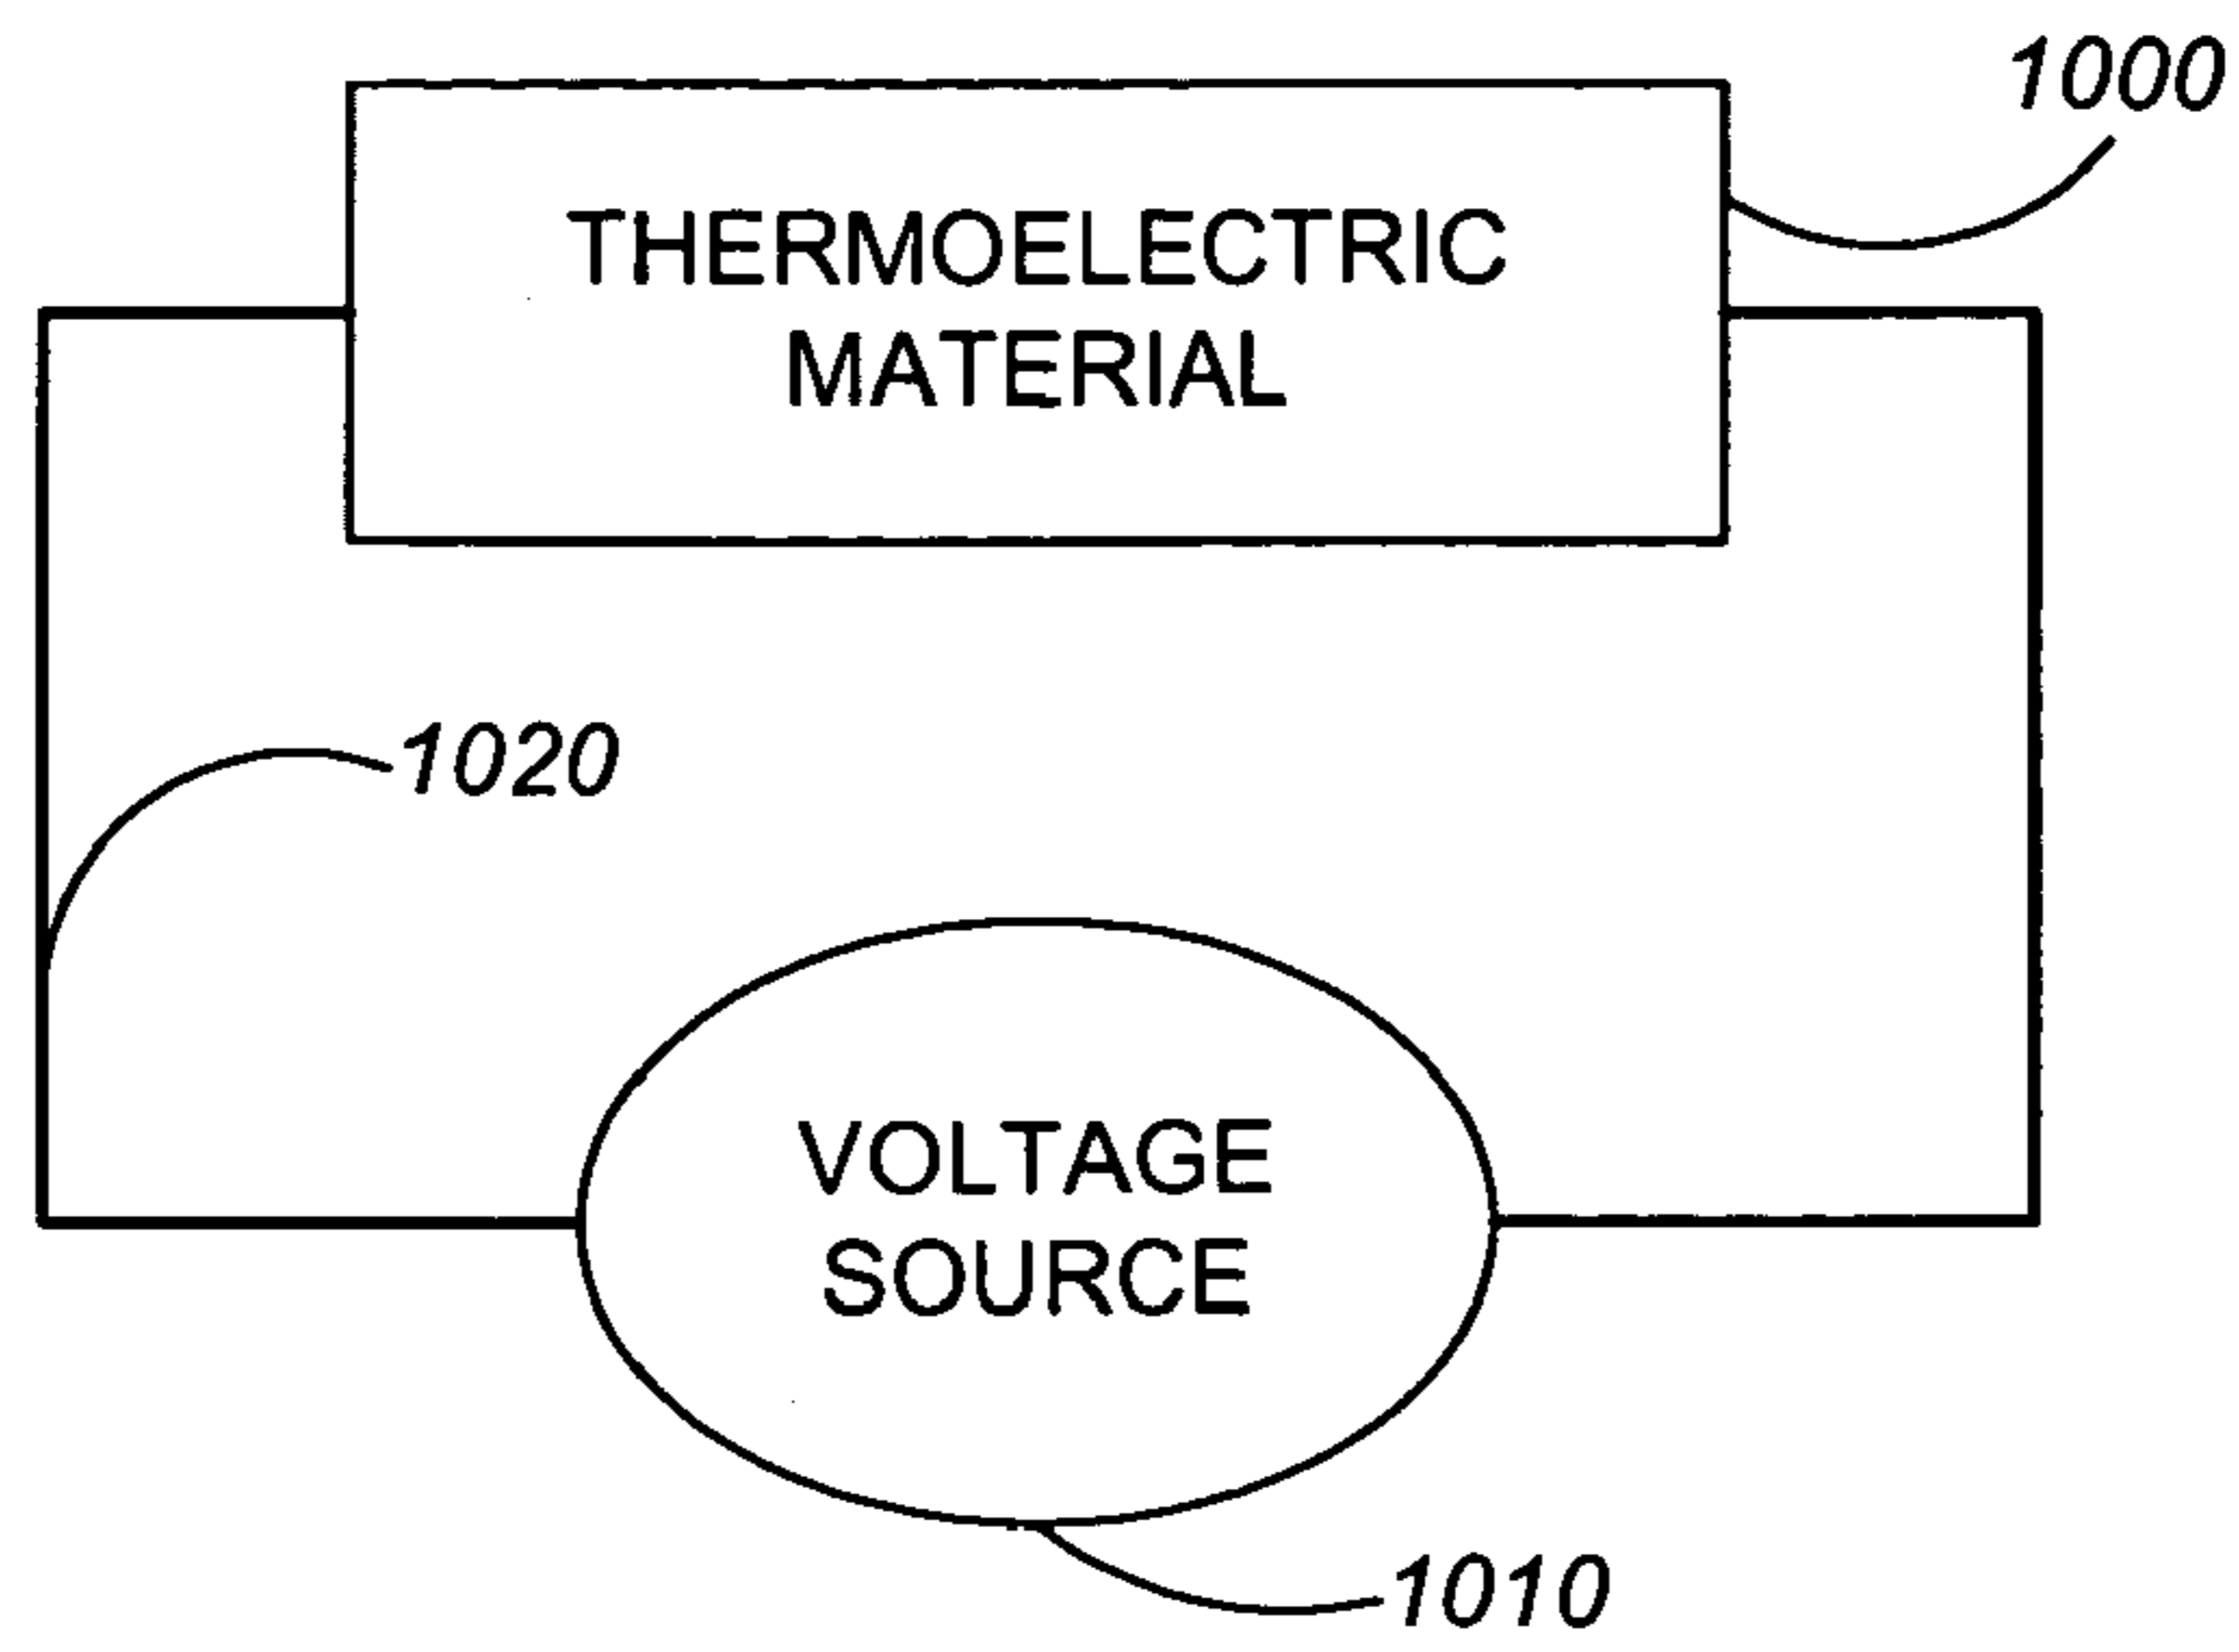 1000
THERMOELECTRIC
MATERIAL
1020
VOLTAGE
SOURCE
1010